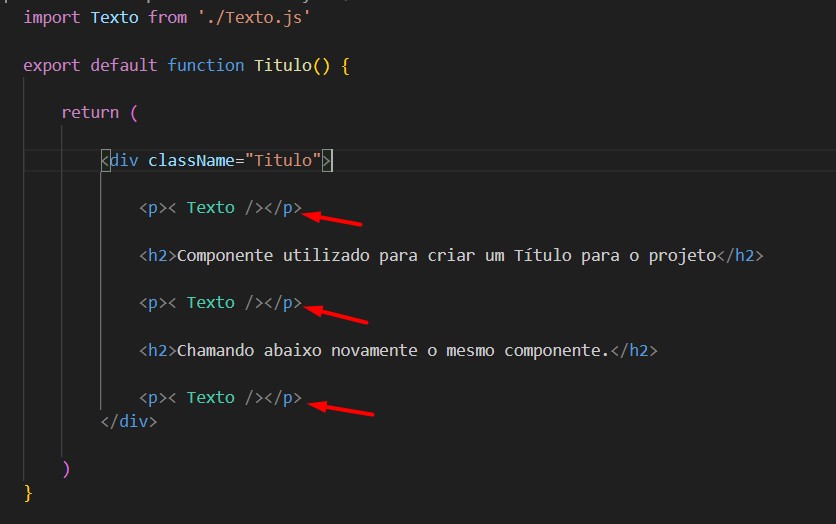 import Texto from './Texto.js'
export default function Titulo() {
return (
<div className="Titulo">
<p>< Texto /></p>
<h2>Componente utilizado para criar um Título para o projeto</h2>
<p>< Texto /></p>
<h2>Chamando abaixo novamente o mesmo componente.</h2>
<p>< Texto /></p>
</div>
)
}